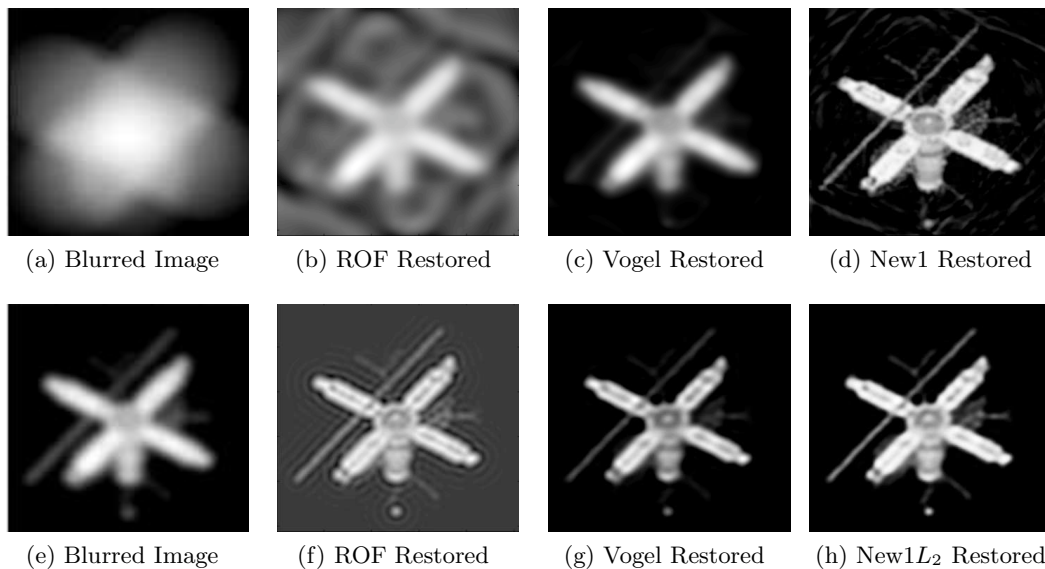 (a) Blurred Image
(b) ROF Restored
(c) Vogel Restored
(d) New1 Restored
(e) Blurred Image
(f) ROF Restored
(g) Vogel Restored
(h) New1L₂ Restored